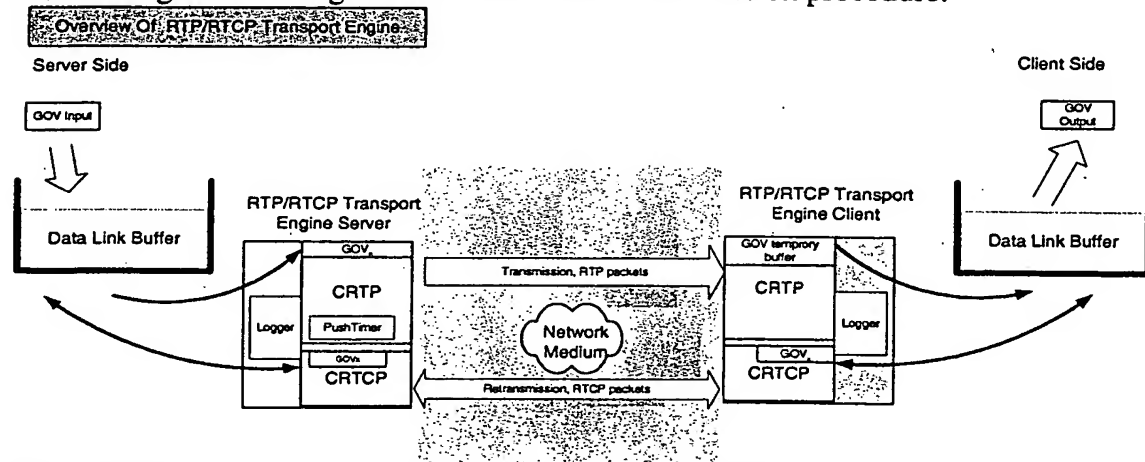 procedure.
Overview Of RTP/RTCP Transport Engine
Server Side
Client Side
GOV Input
GOV
Output
RTP/RTCP Transport
Engine Server
RTP/RTCP Transport
Engine Client
Data Link Buffer
Data Link Buffer
GOV
CRTP
PushTimer
Logger
GOV
CRTCP
Transmission, RTP packets
Network
Medium
Retransmission, RTCP packets
GOV temprory
buffer
CRTP
Logger
GOV
CRTCP